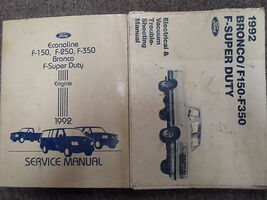 Ford
Econoline
F-150, F-250, F-350
Bronco
F-Super Duty
Engine
1992
SERVICE MANUAL
Ford
1992
BRONCO/F150-F350
F-SUPER DUTY
Electrical &
Vacuum
Trouble-
Shooting
Manual